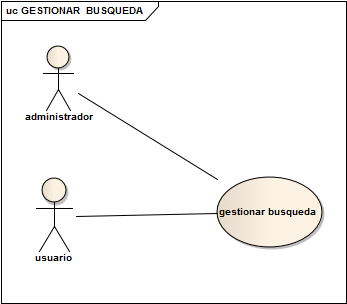 uc GESTIONAR BUSQUEDA
administrador
gestionar busqueda
usuario